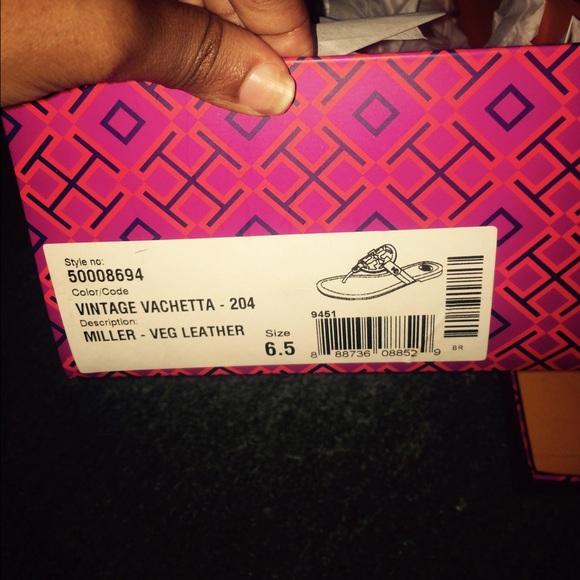 Style no:
50008694
Color/Code
VINTAGE VACHETTA - 204
Description:
MILLER - VEG LEATHER
Size
6.5
9451
8 88736 08852 9
BR